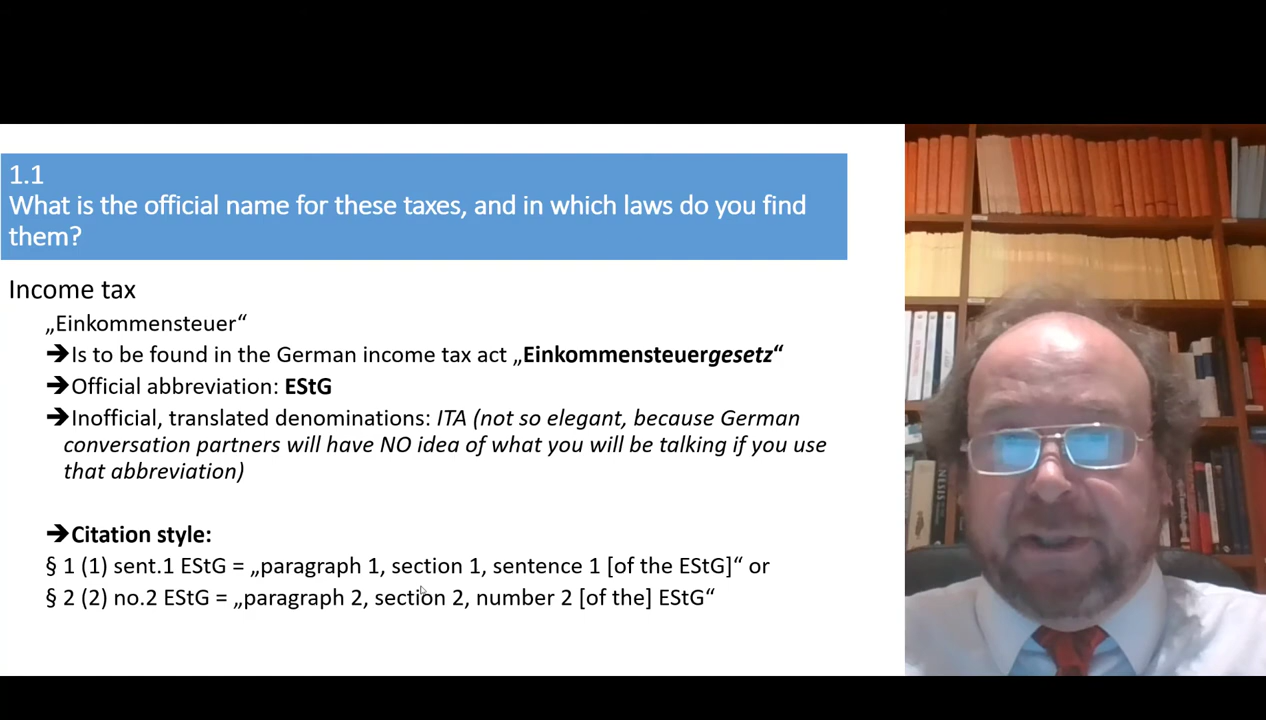 1.1
What is the official name for these taxes, and in which laws do you find
them?
Income tax
„Einkommensteuer“
➔Is to be found in the German income tax act „Einkommensteuergesetz“
➔Official abbreviation: EStG
➔Inofficial, translated denominations: ITA (not so elegant, because German
conversation partners will have NO idea of what you will be talking if you use
that abbreviation)
➔Citation style:
§ 1 (1) sent.1 EStG = „paragraph 1, section 1, sentence 1 [of the EStG]“ or
§ 2 (2) no.2 EStG = „paragraph 2, section 2, number 2 [of the] EStG“